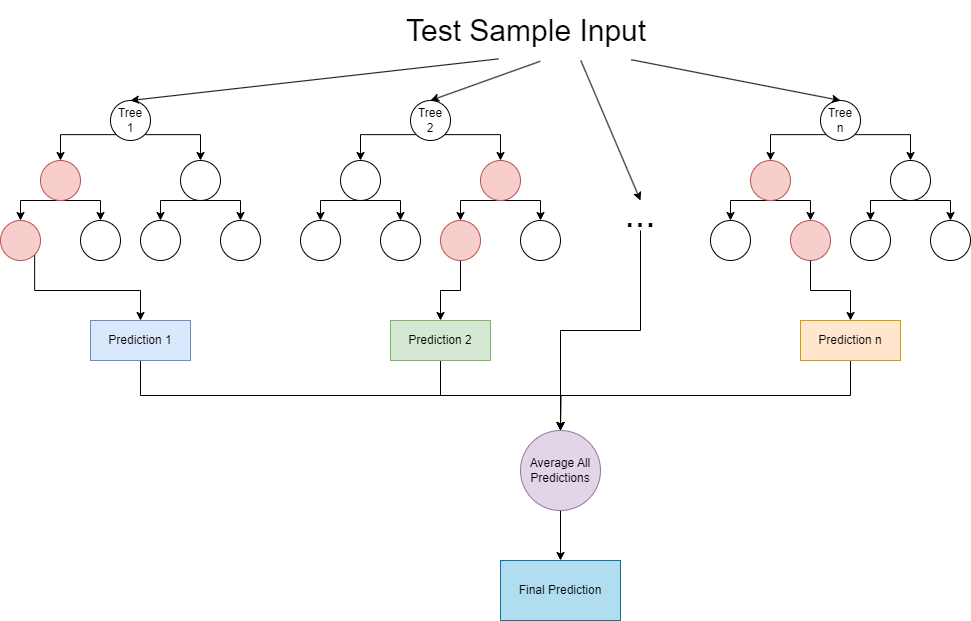 Test Sample Input
Tree
1
Tree
2
Tree
n
...
Prediction 1
Prediction 2
Prediction n
Average All
Predictions
Final Prediction